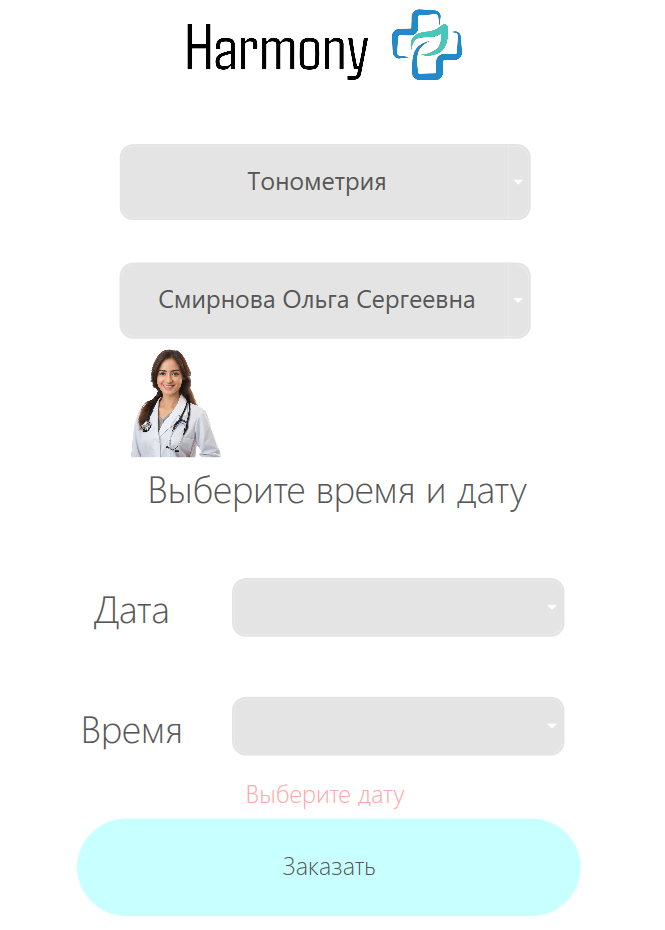 Harmony
Тонометрия
Смирнова Ольга Сергеевна
Выберите время и дату
Дата
Время
Выберите дату
Заказать